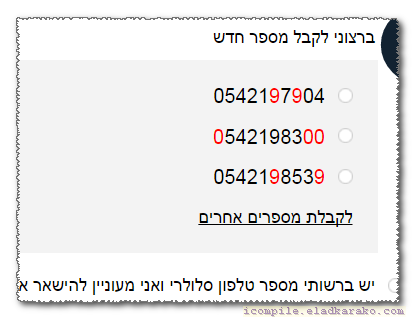 ברצוני לקבל מספר חדש
0542197904
0542198300
0542198539
לקבלת מספרים אחרים
יש ברשותי מספר טלפון סלולרי ואני מעוניין להישאר
icompile.eladkarako.com